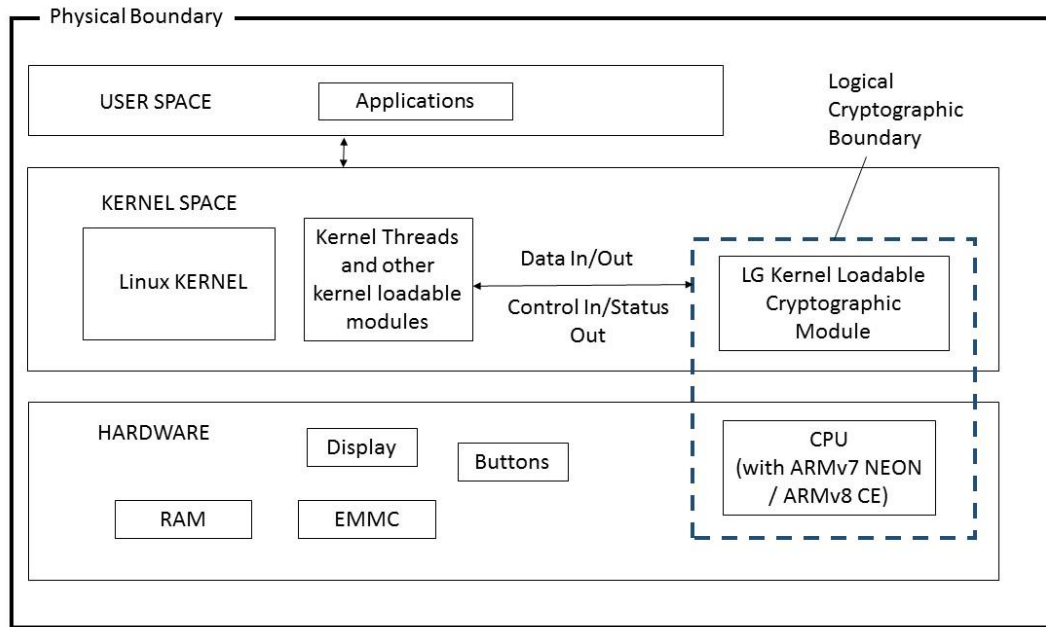 Physical Boundary
USER SPACE
Applications
Logical
Cryptographic
Boundary
KERNEL SPACE
Linux KERNEL
Kernel Threads
and other
kernel loadable
modules
Data In/Out
Control In/Status
Out
LG Kernel Loadable
Cryptographic
Module
HARDWARE
Display
Buttons
RAM
EMMC
CPU
(with ARMv7 NEON
/ ARMv8 CE)